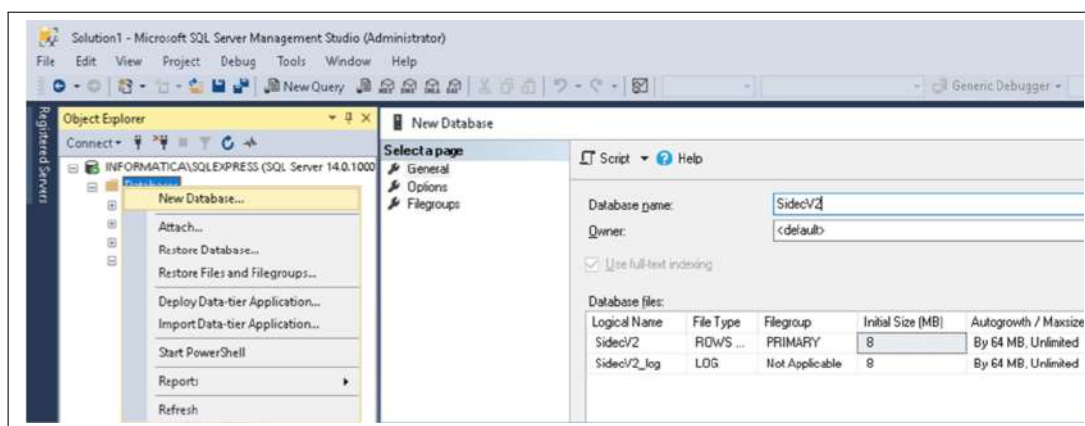 Solution1 - Microsoft SQL Server Management Studio (Administrator)
File Edit View Project Debug Tools Window Help
New Query Generic Debugger
Registered Servers
Object Explorer
Connect
INFORMATICA\SQLEXPRESS (SQL Server 14.0.1000
Databases
New Database...
Attach...
Restore Database...
Restore Files and Filegroups...
Deploy Data-tier Application...
Import Data-tier Application...
Start PowerShell
Reports
Refresh
New Database
Select a page
General
Options
Filegroups
Script Help
Database name: SidecV2
Owner: <default>
Use full-text indexing
Database files:
Logical Name File Type Filegroup Initial Size (MB) Autogrowth / Maxsize
SidecV2 ROWS ... PRIMARY 8 By 64 MB, Unlimited
SidecV2_log LOG Not Applicable 8 By 64 MB, Unlimited